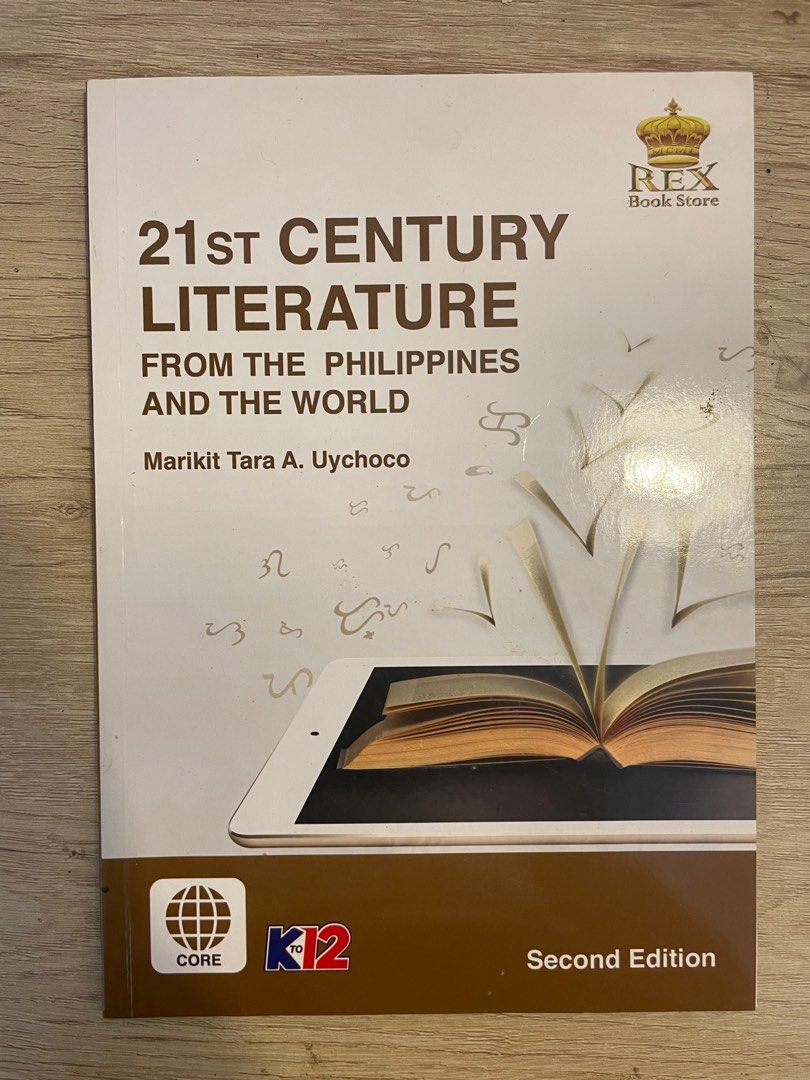 REX
Book Store
21ST CENTURY
LITERATURE
FROM THE PHILIPPINES
AND THE WORLD
Marikit Tara A. Uychoco
CORE
K TO 12
Second Edition